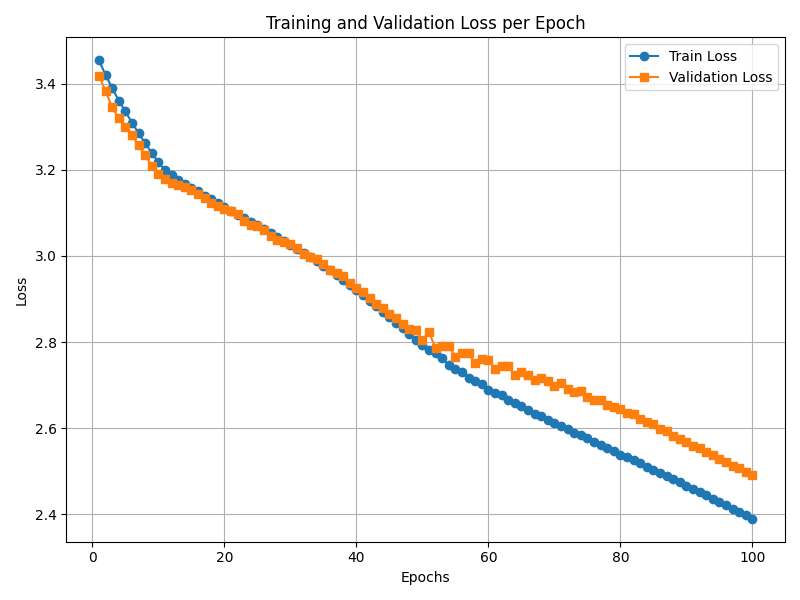 Training and Validation Loss per Epoch
Train Loss
Validation Loss
3.4
3.2
3.0
2.8
2.6
2.4
Loss
0 20 40 60 80 100
Epochs